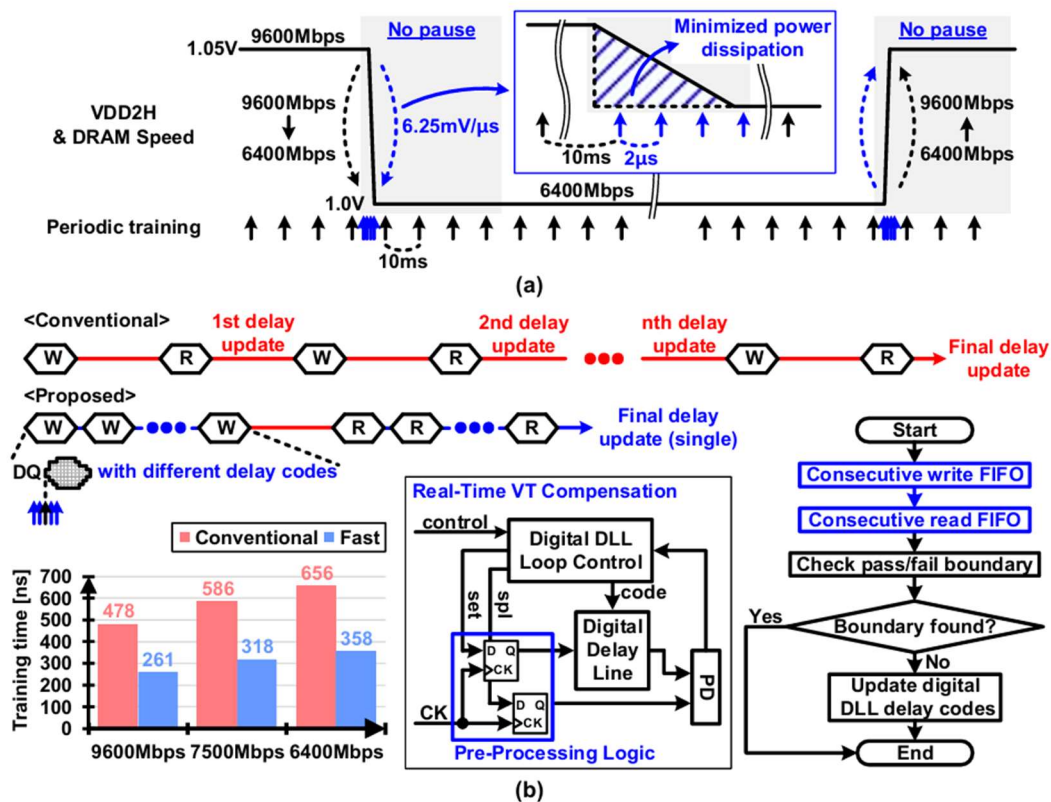 9600Mbps
No pause
Minimized power
dissipation
No pause
1.05V
VDD2H
& DRAM Speed
9600Mbps
6400Mbps
6.25mV/µs
10ms
2µs
9600Mbps
6400Mbps
1.0V
6400Mbps
Periodic training
10ms
(a)
<Conventional>
1st delay
update
2nd delay
update
nth delay
update
W
R
W
R
W
R
Final delay
update
<Proposed>
W
W
W
R
R
R
Final delay
update (single)
DQ
with different delay codes
Conventional
Fast
Training time [ns]
700
600
500
400
300
200
100
0
478
261
586
318
656
358
9600Mbps
7500Mbps
6400Mbps
Real-Time VT Compensation
control
Digital DLL
Loop Control
set
spl
code
D Q
CK
Digital
Delay
Line
PD
D Q
CK
CK
Pre-Processing Logic
Start
Consecutive write FIFO
Consecutive read FIFO
Check pass/fail boundary
Yes
Boundary found?
No
Update digital
DLL delay codes
End
(b)